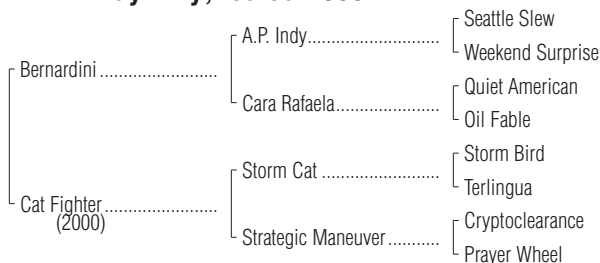 Seattle Slew
A.P. Indy
Weekend Surprise
Bernardini
Quiet American
Cara Rafaela
Oil Fable
Storm Bird
Storm Cat
Terlingua
Cat Fighter
(2000)
Cryptoclearance
Strategic Maneuver
Prayer Wheel